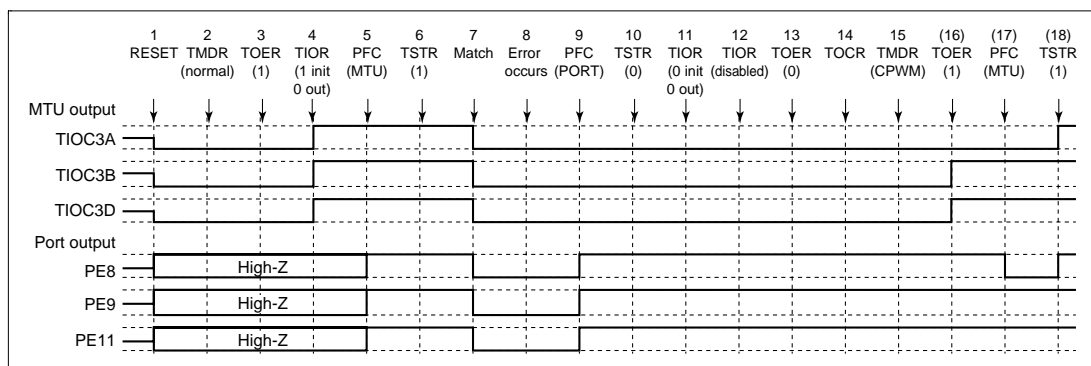 1 2 3 4 5 6 7 8 9 10 11 12 13 14 15 (16) (17) (18)
RESET TMDR TOER TIOR PFC TSTR Match Error PFC TSTR TIOR TIOR TOER TOCR TMDR TOER PFC TSTR
(normal) (1) (1 init (MTU) (1) occurs (PORT) (0) (0 init (disabled) (0) (CPWM) (1) (MTU) (1)
0 out) 0 out)
MTU output
TIOC3A
TIOC3B
TIOC3D
Port output
PE8 High-Z
PE9 High-Z
PE11 High-Z